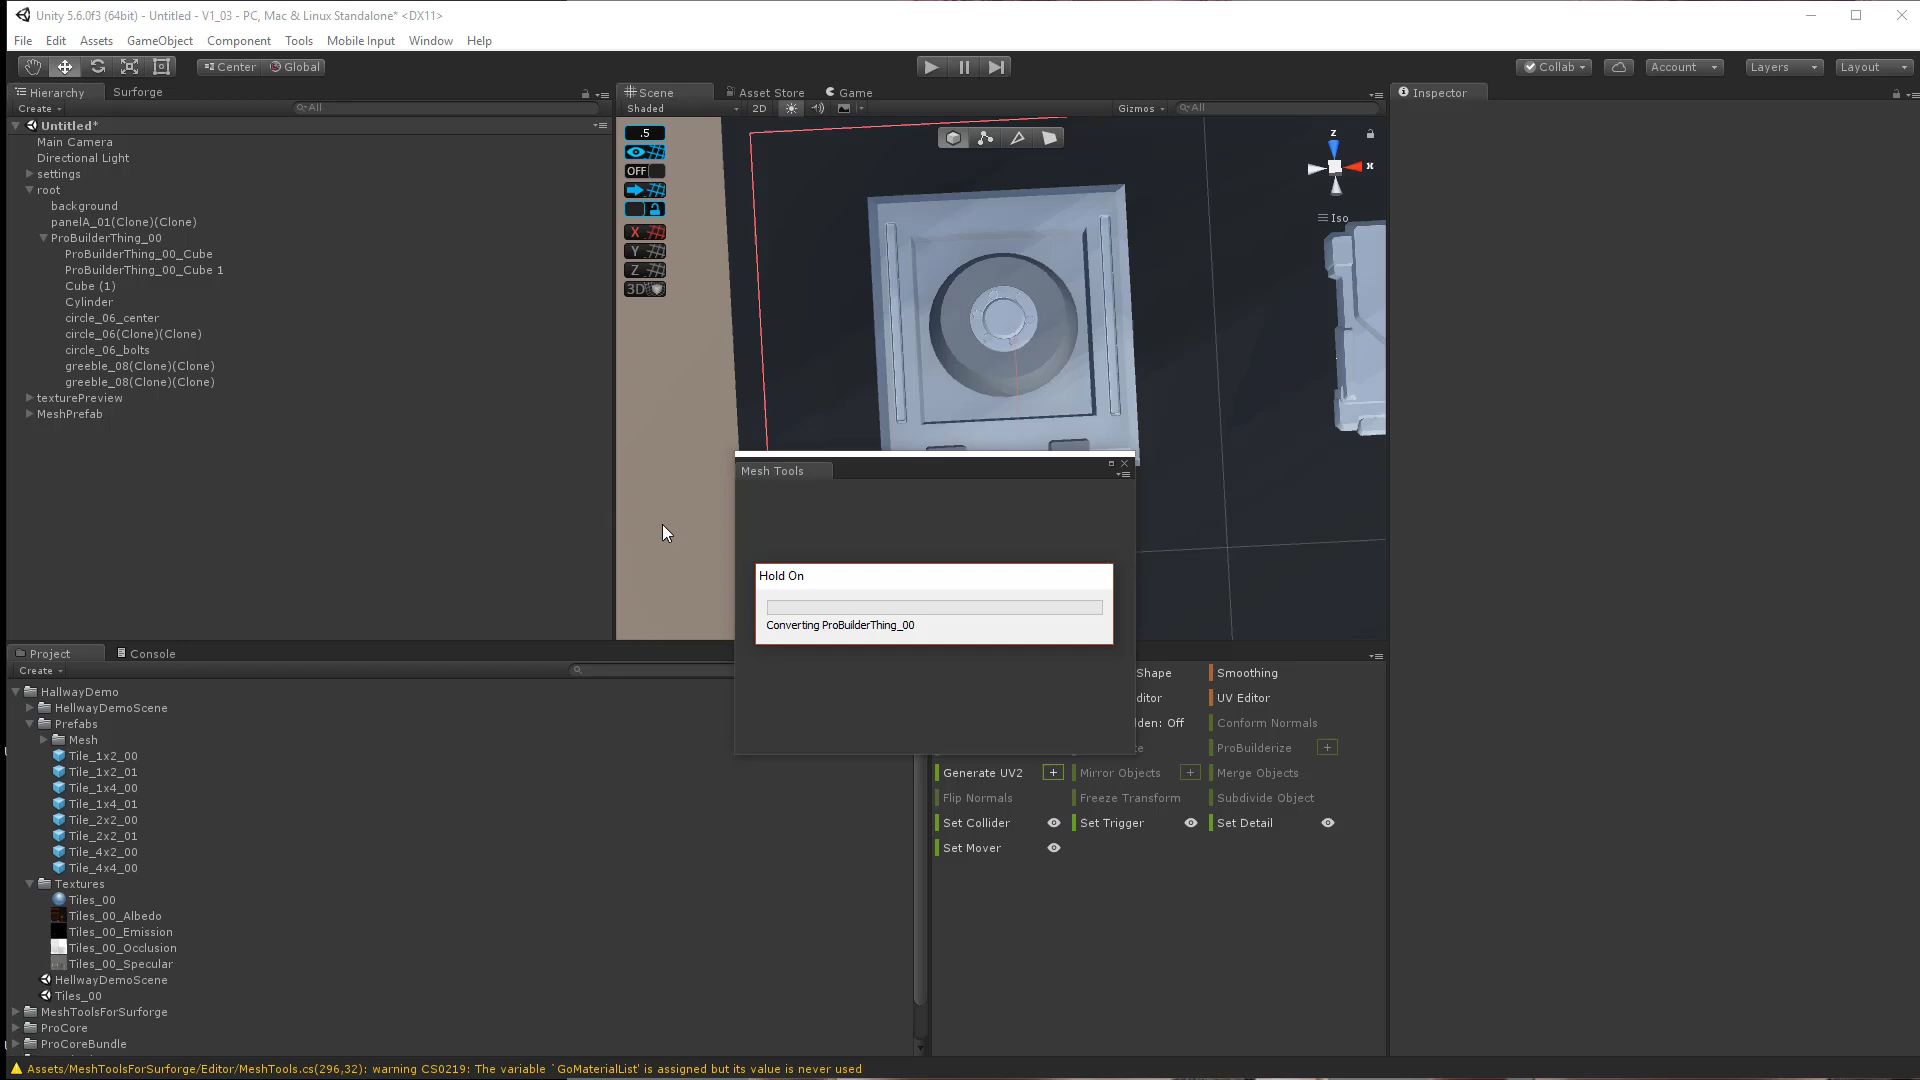 Unity 5.6.0f3 (64bit) - Untitled - V1_03 - PC, Mac & Linux Standalone* <DX11>
File Edit Assets GameObject Component Tools Mobile Input Window Help
Center Global Collab Account Layers Layout
Hierarchy Surforge Scene Asset Store Game Inspector
Create All Shaded 2D Gizmos All
Untitled*
Main Camera
Directional Light
settings
root
background
panelA_01(Clone)(Clone)
ProBuilderThing_00
ProBuilderThing_00_Cube
ProBuilderThing_00_Cube 1
Cube (1)
Cylinder
circle_06_center
circle_06(Clone)(Clone)
circle_06_bolts
greeble_08(Clone)(Clone)
greeble_08(Clone)(Clone)
texturePreview
MeshPrefab
.5
OFF
X
Y
Z
3D
z
x
Iso
Mesh Tools
Hold On
Converting ProBuilderThing_00
Project Console
Create
HallwayDemo
HellwayDemoScene
Prefabs
Mesh
Tile_1x2_00
Tile_1x2_01
Tile_1x4_00
Tile_1x4_01
Tile_2x2_00
Tile_2x2_01
Tile_4x2_00
Tile_4x4_00
Textures
Tiles_00
Tiles_00_Albedo
Tiles_00_Emission
Tiles_00_Occlusion
Tiles_00_Specular
HellwayDemoScene
Tiles_00
MeshToolsForSurforge
ProCore
ProCoreBundle
Shape Smoothing
ditor UV Editor
den: Off Conform Normals
te ProBuilderize +
Generate UV2 + Mirror Objects + Merge Objects
Flip Normals Freeze Transform Subdivide Object
Set Collider Set Trigger Set Detail
Set Mover
Assets/MeshToolsForSurforge/Editor/MeshTools.cs(296,32): warning CS0219: The variable `GoMaterialList' is assigned but its value is never used